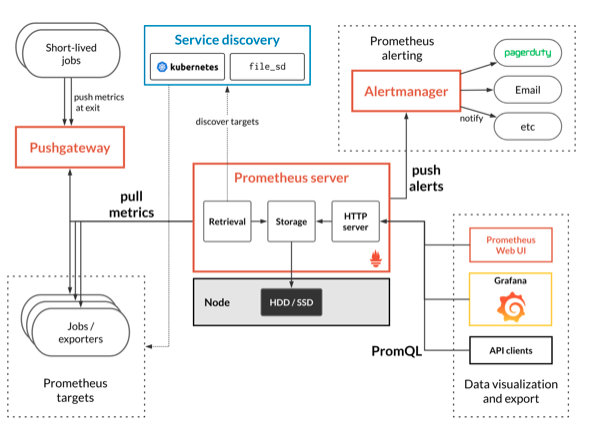 Short-lived
jobs
push metrics
at exit
Pushgateway
Service discovery
kubernetes
file_sd
discover targets
Prometheus
alerting
Alertmanager
pagerduty
Email
etc
notify
push
alerts
Prometheus server
Retrieval
Storage
HTTP
server
pull
metrics
Node
HDD / SSD
Jobs /
exporters
Prometheus
targets
PromQL
Prometheus
Web UI
Grafana
API clients
Data visualization
and export